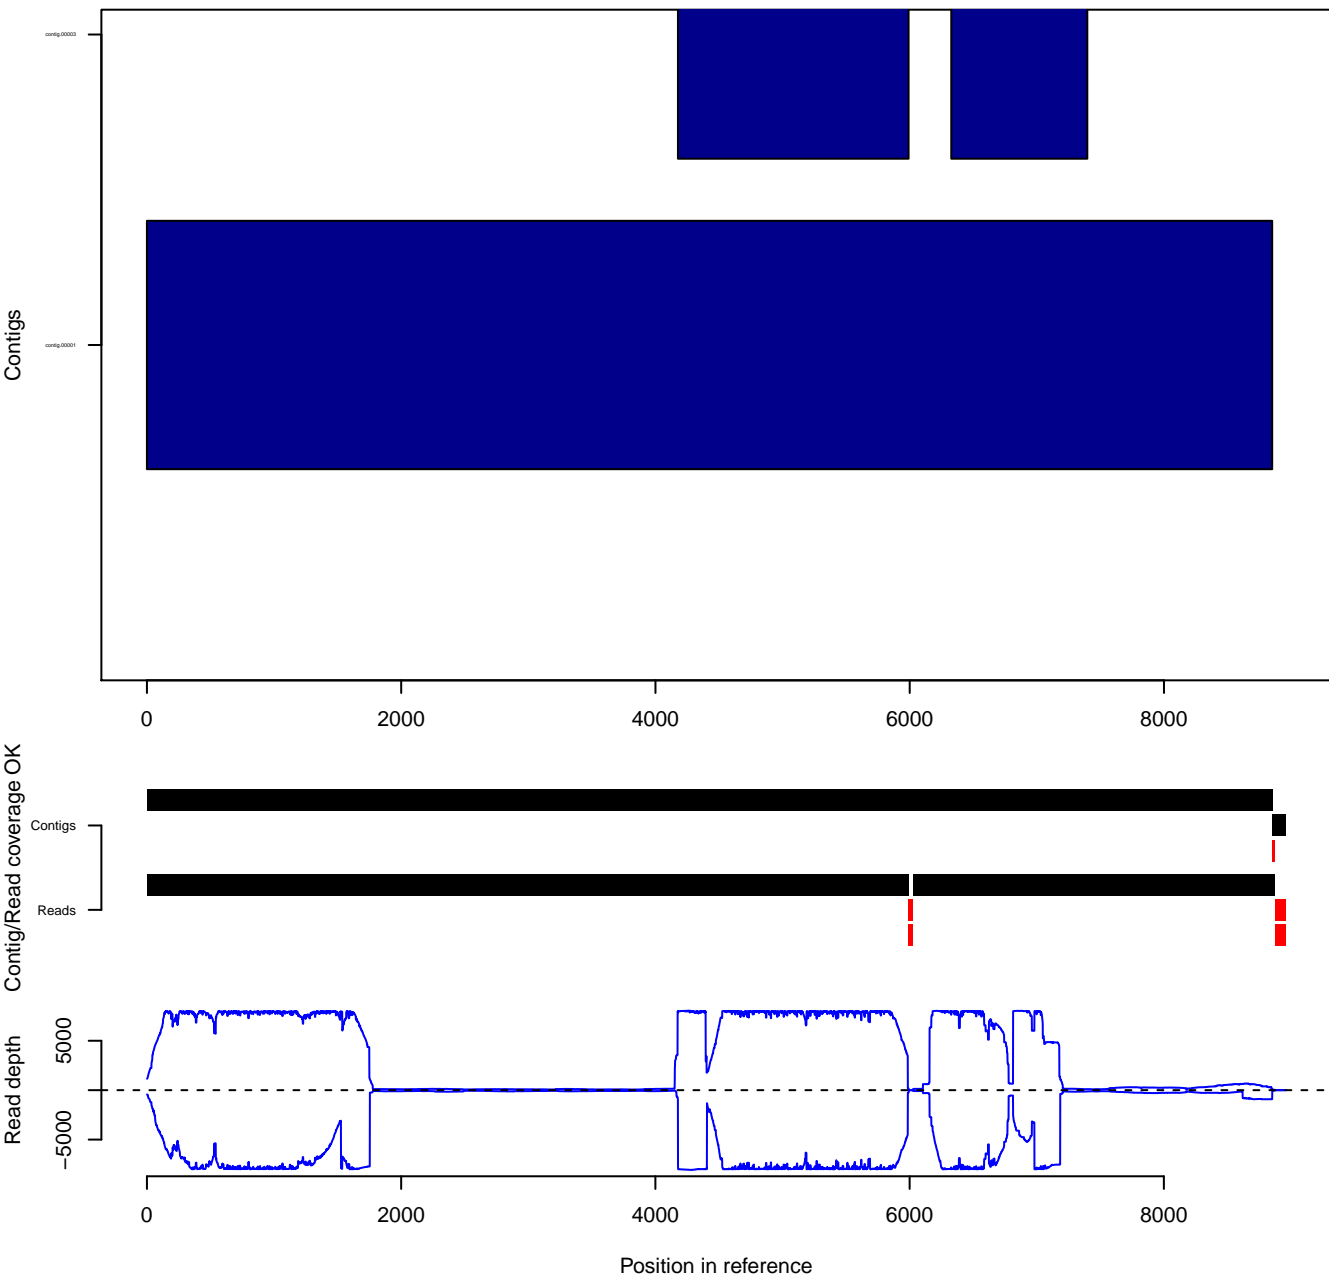 contig.00003
contig.00001
Contigs
0 2000 4000 6000 8000
Contig/Read coverage OK
Contigs
Reads
Read depth
5000
−5000
0 2000 4000 6000 8000
Position in reference